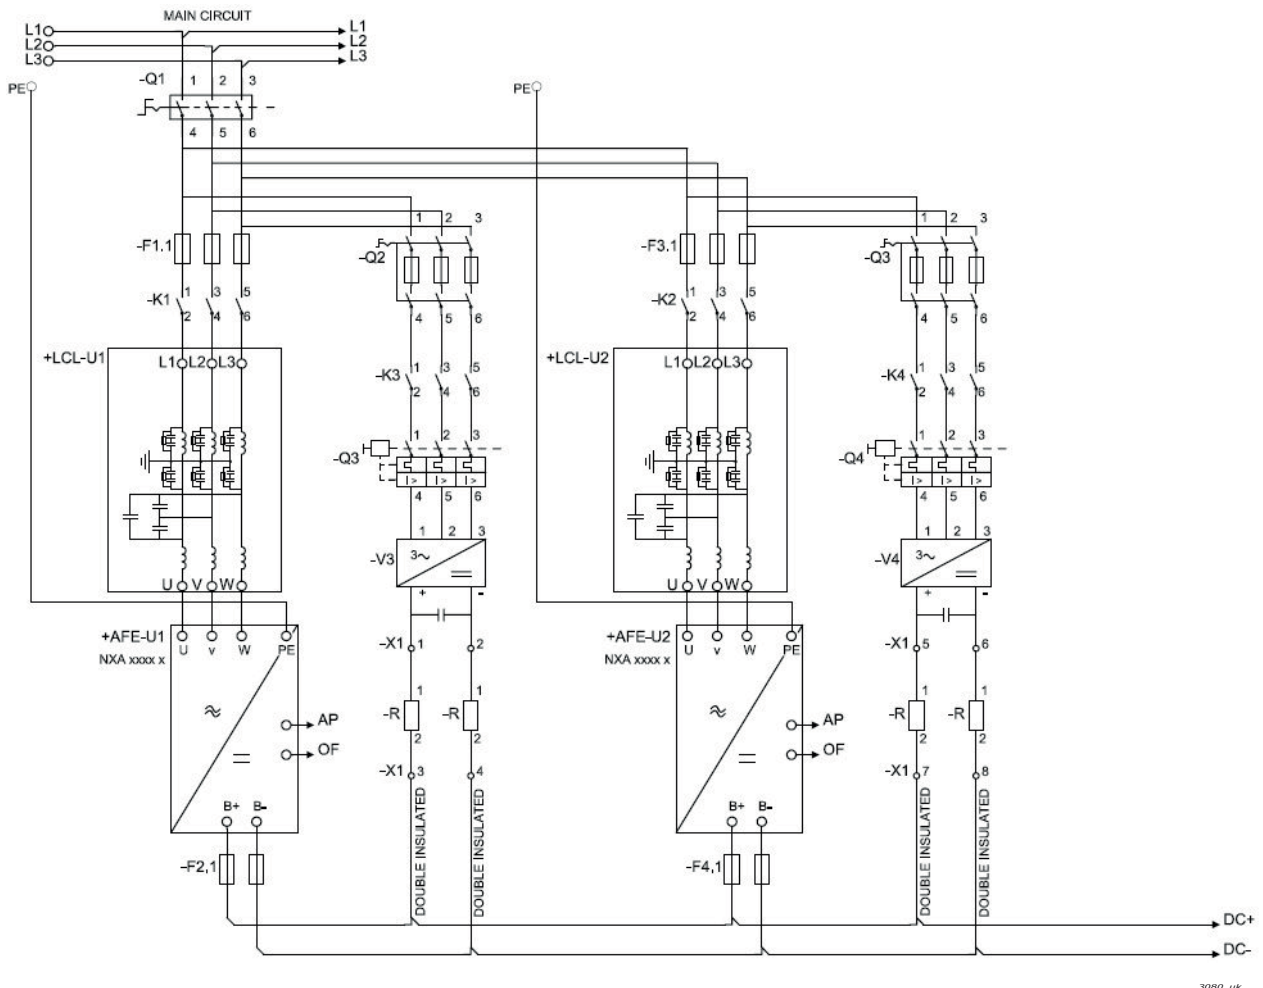 MAIN CIRCUIT
L1 L1
L2 L2
L3 L3
PE -Q1 1 2 3 PE
4 5 6
1 2 3 1 2 3
-F1.1 -Q2 -F3.1 -Q3
-K1 1 3 5 -K2 1 3 5
2 4 6 4 5 6 2 4 6 4 5 6
+LCL-U1 L1 L2 L3 +LCL-U2 L1 L2 L3
-K3 1 3 5 -K4 1 3 5
2 4 6 2 4 6
1 2 3 1 2 3
-Q3 -Q4
I> I> I> I> I> I>
4 5 6 4 5 6
1 2 3 1 2 3
-V3 3~ -V4 3~
U V W U V W
+ - + -
+AFE-U1 U v W PE -X1 1 2 +AFE-U2 U v W PE -X1 5 6
NXA xxxx x NXA xxxx x
1 1 1 1
-R -R -R -R
AP AP
2 2 2 2
OF OF
-X1 3 4 -X1 7 8
B+ B- B+ B-
DOUBLE INSULATED DOUBLE INSULATED DOUBLE INSULATED DOUBLE INSULATED
-F2,1 -F4,1
DC+
DC-
3080_uk